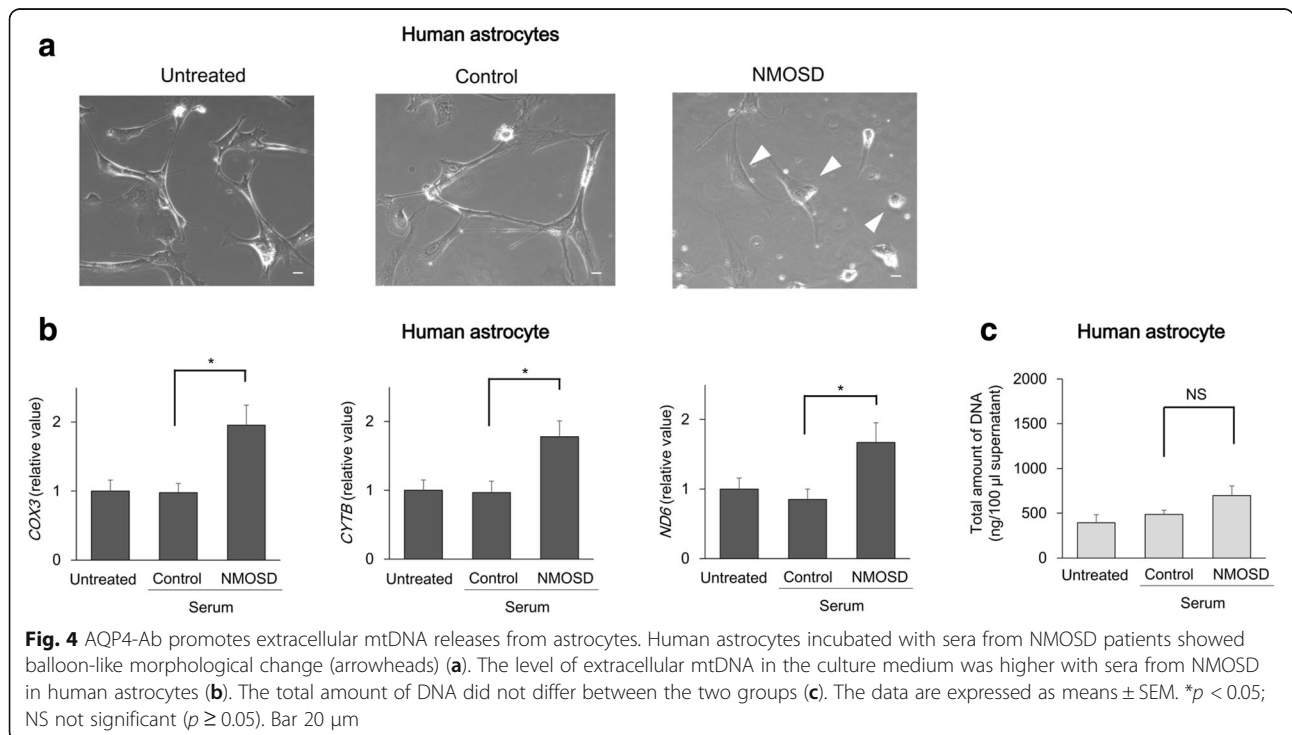 a
Human astrocytes
Untreated
Control
NMOSD
b
Human astrocyte
COX3 (relative value)
2
1
0
*
Untreated
Control
NMOSD
Serum
CYTB (relative value)
2
1
0
*
Untreated
Control
NMOSD
Serum
ND6 (relative value)
2
1
0
*
Untreated
Control
NMOSD
Serum
c
Human astrocyte
Total amount of DNA
(ng/100 µl supernatant)
2000
1500
1000
500
0
NS
Untreated
Control
NMOSD
Serum
Fig. 4 AQP4-Ab promotes extracellular mtDNA releases from astrocytes. Human astrocytes incubated with sera from NMOSD patients showed
balloon-like morphological change (arrowheads) (a). The level of extracellular mtDNA in the culture medium was higher with sera from NMOSD
in human astrocytes (b). The total amount of DNA did not differ between the two groups (c). The data are expressed as means ± SEM. *p < 0.05;
NS not significant (p ≥ 0.05). Bar 20 µm